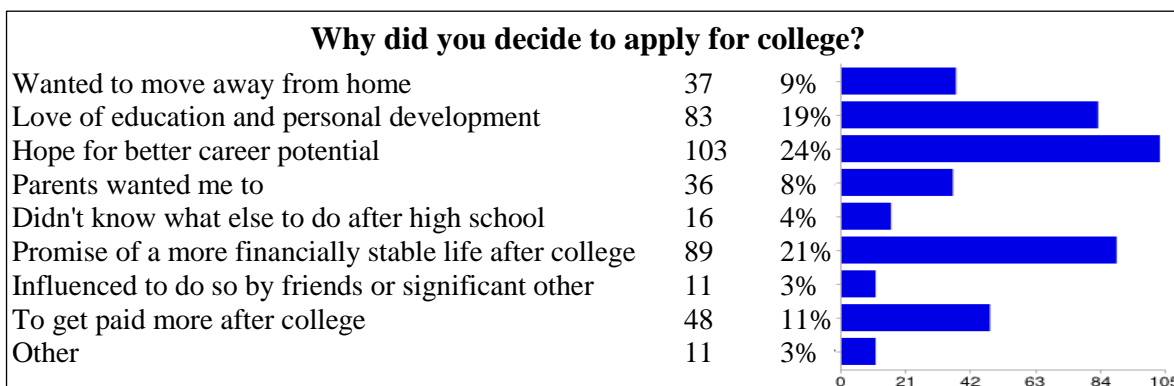 Why did you decide to apply for college?
Wanted to move away from home 37 9%
Love of education and personal development 83 19%
Hope for better career potential 103 24%
Parents wanted me to 36 8%
Didn't know what else to do after high school 16 4%
Promise of a more financially stable life after college 89 21%
Influenced to do so by friends or significant other 11 3%
To get paid more after college 48 11%
Other 11 3%
0 21 42 63 84 105